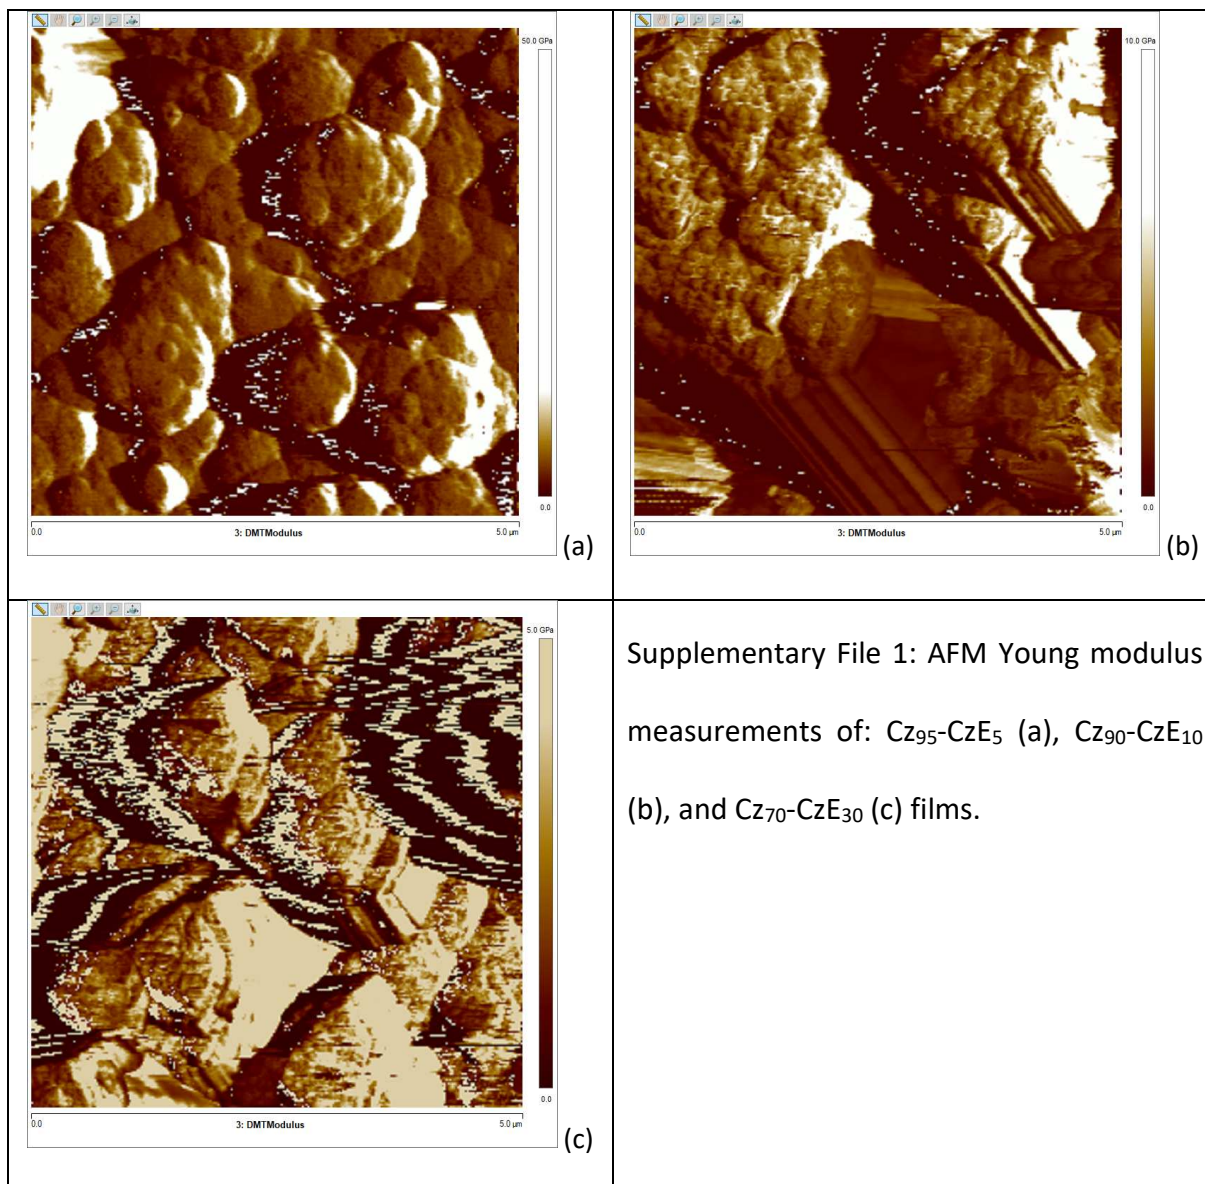 50.0 GPa
0.0
0.0
3: DMTModulus
5.0 µm
(a)
10.0 GPa
0.0
0.0
3: DMTModulus
5.0 µm
(b)
5.0 GPa
0.0
0.0
3: DMTModulus
5.0 µm
(c)
Supplementary File 1: AFM Young modulus
measurements of: Cz₉₅-CzE₅ (a), Cz₉₀-CzE₁₀
(b), and Cz₇₀-CzE₃₀ (c) films.